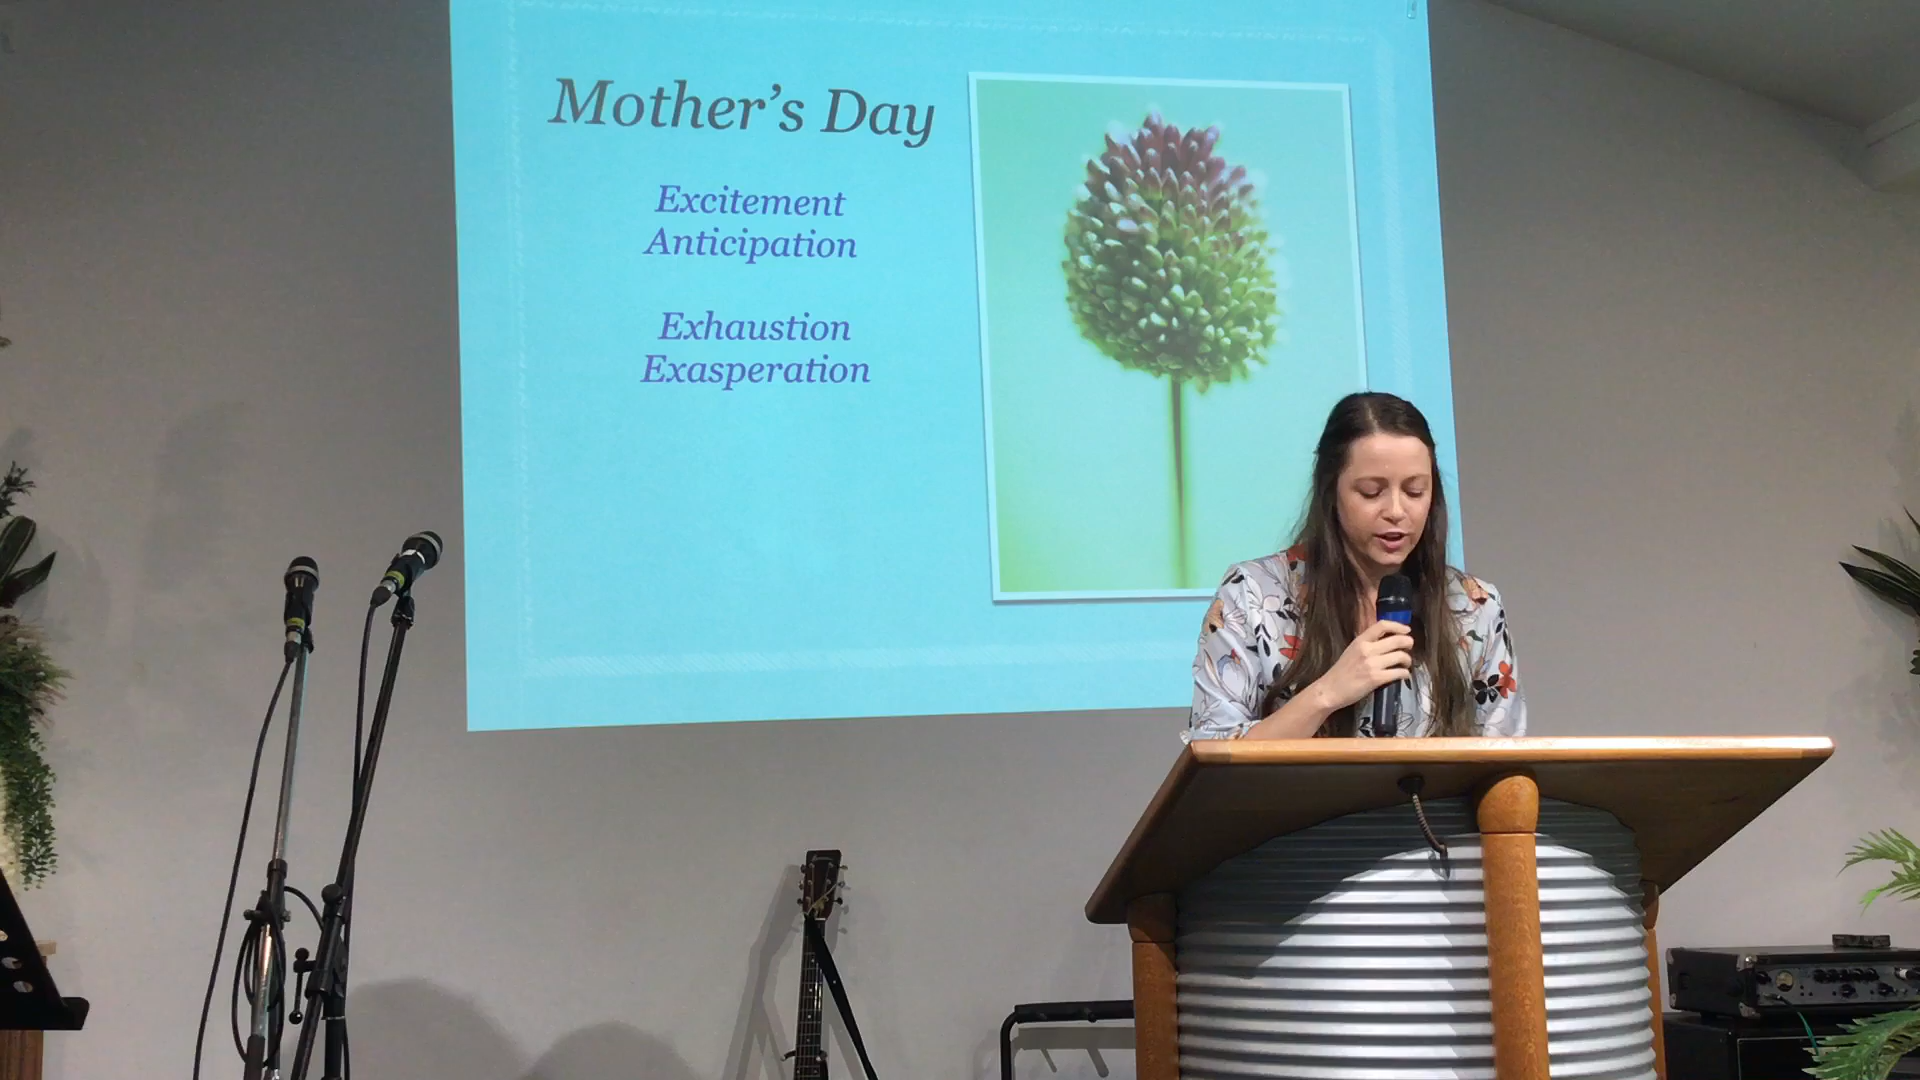 Mother’s Day
Excitement
Anticipation
Exhaustion
Exasperation